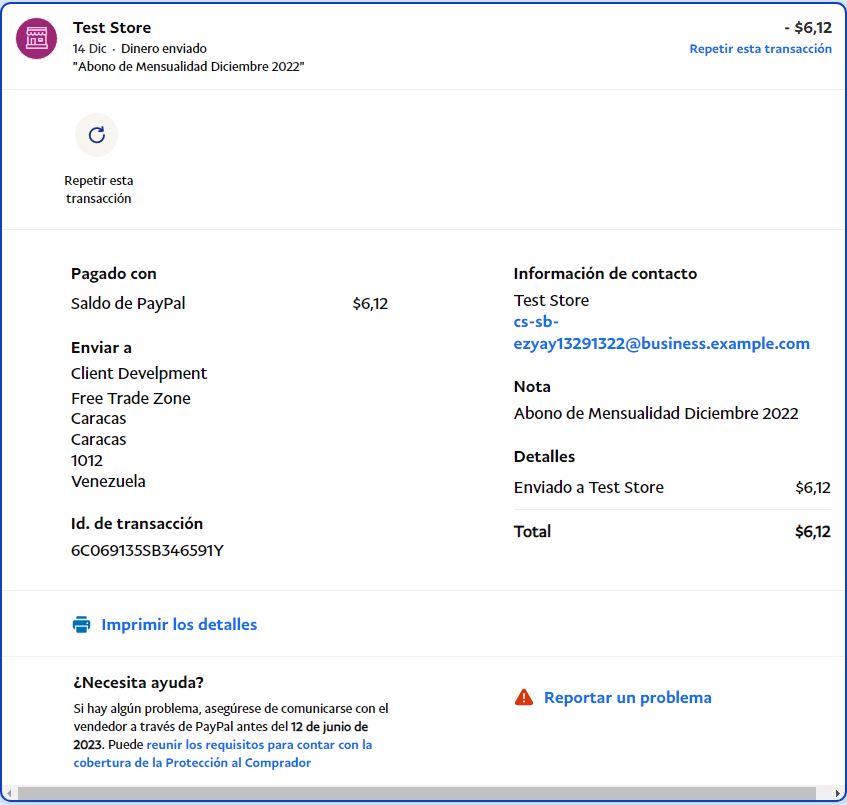 Test Store
- $6,12
14 Dic · Dinero enviado
Repetir esta transacción
"Abono de Mensualidad Diciembre 2022"
Repetir esta
transacción
Pagado con
Saldo de PayPal $6,12
Enviar a
Client Develpment
Free Trade Zone
Caracas
Caracas
1012
Venezuela
Id. de transacción
6C069135SB346591Y
Información de contacto
Test Store
cs-sb-
ezyay13291322@business.example.com
Nota
Abono de Mensualidad Diciembre 2022
Detalles
Enviado a Test Store $6,12
Total $6,12
Imprimir los detalles
¿Necesita ayuda?
Si hay algún problema, asegúrese de comunicarse con el
vendedor a través de PayPal antes del 12 de junio de
2023. Puede reunir los requisitos para contar con la
cobertura de la Protección al Comprador
Reportar un problema